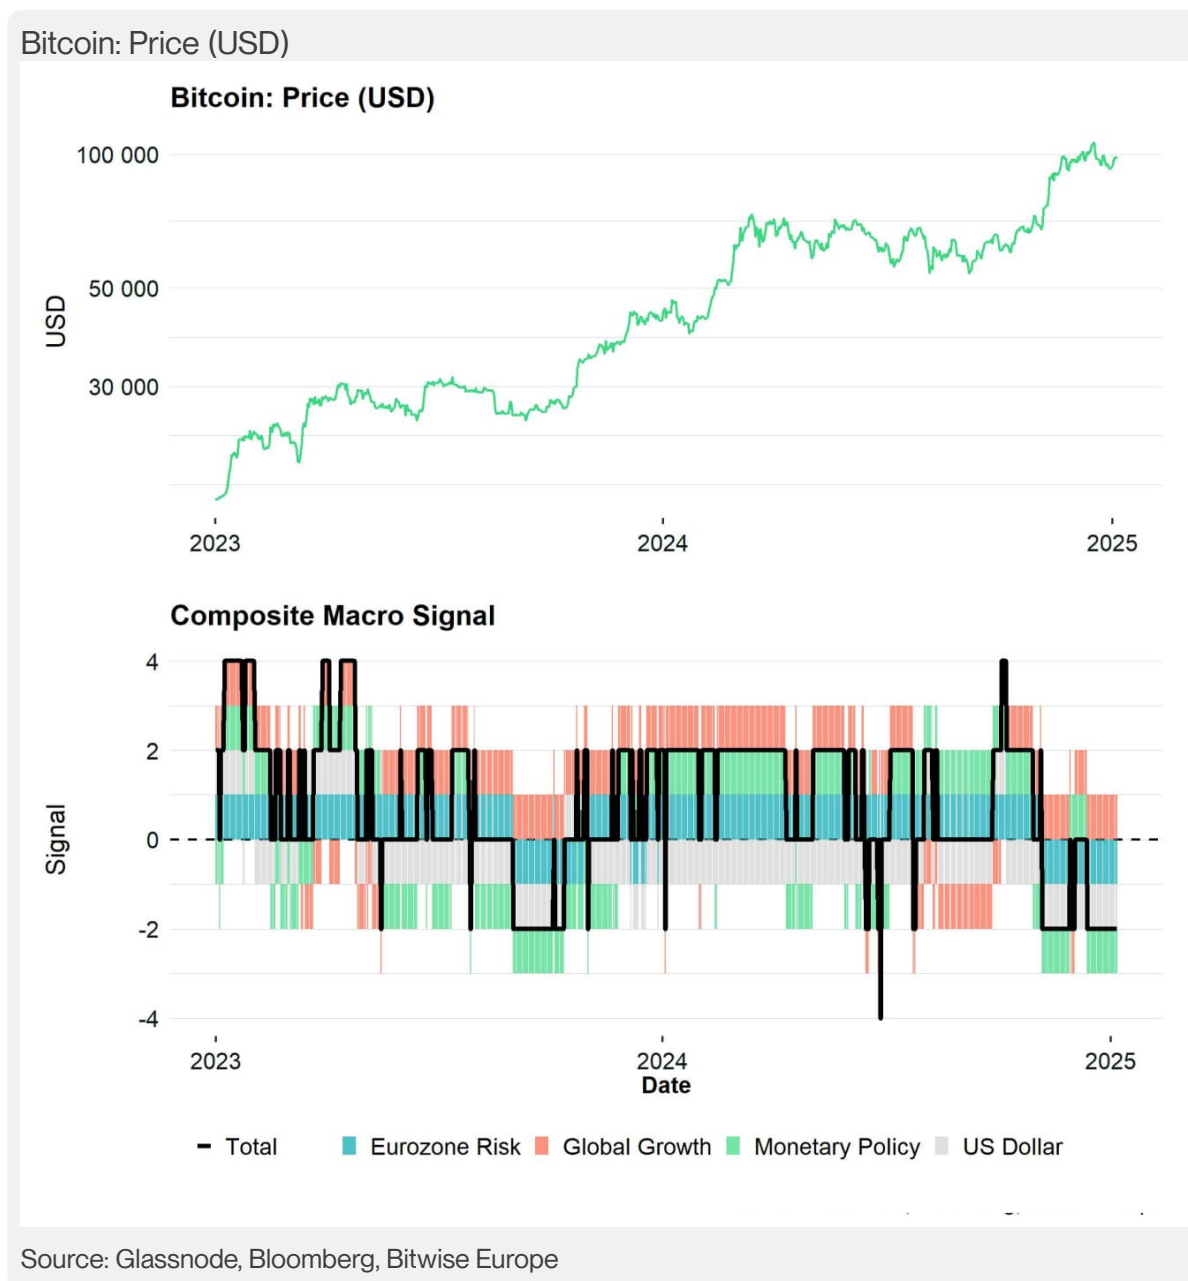 Bitcoin: Price (USD)
Bitcoin: Price (USD)
100 000
50 000
30 000
USD
2023 2024 2025
Composite Macro Signal
4
2
0
-2
-4
Signal
2023 2024 2025
Date
Total Eurozone Risk Global Growth Monetary Policy US Dollar
Source: Glassnode, Bloomberg, Bitwise Europe